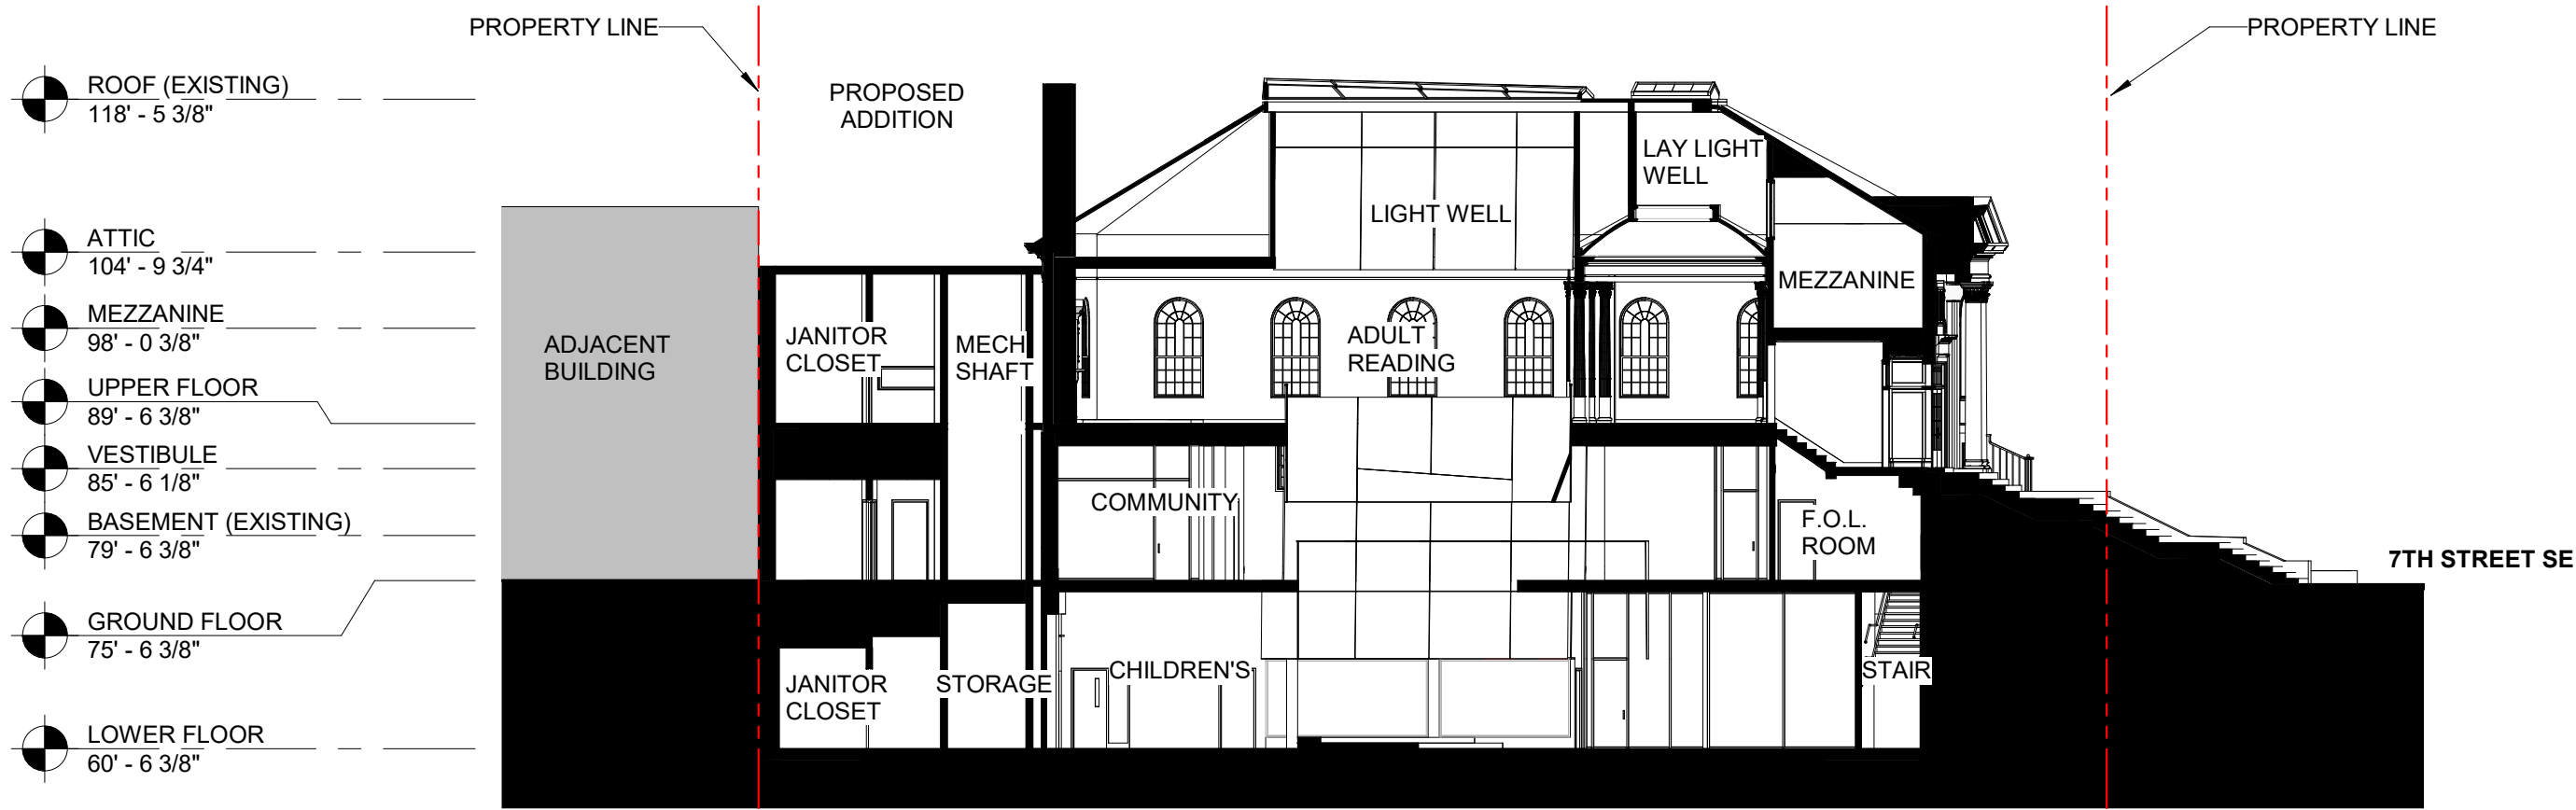 PROPERTY LINE
PROPERTY LINE
ROOF (EXISTING)
118' - 5 3/8"
PROPOSED
ADDITION
LAY LIGHT
WELL
LIGHT WELL
ATTIC
104' - 9 3/4"
MEZZANINE
MEZZANINE
98' - 0 3/8"
JANITOR
CLOSET
MECH
SHAFT
ADULT
READING
ADJACENT
BUILDING
UPPER FLOOR
89' - 6 3/8"
VESTIBULE
85' - 6 1/8"
COMMUNITY
F.O.L.
ROOM
BASEMENT (EXISTING)
79' - 6 3/8"
7TH STREET SE
GROUND FLOOR
75' - 6 3/8"
JANITOR
CLOSET
STORAGE
CHILDREN'S
STAIR
LOWER FLOOR
60' - 6 3/8"